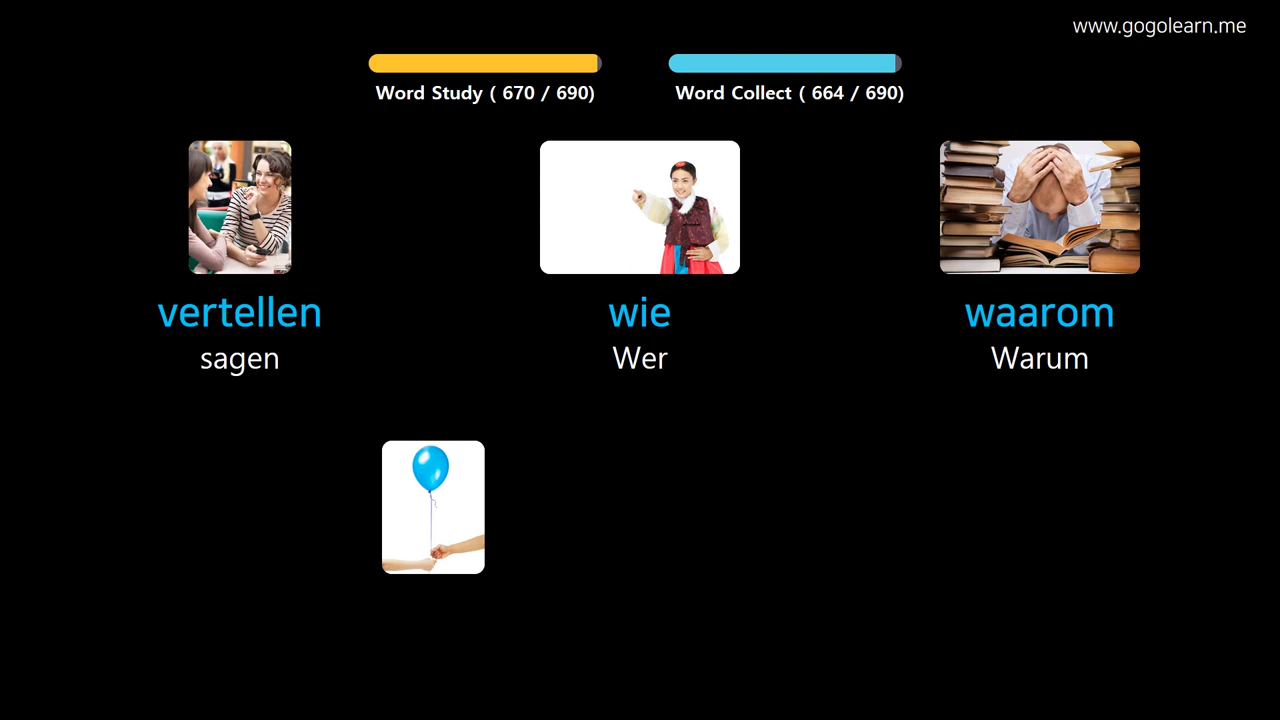 www.gogolearn.me
Word Study ( 670 / 690)
Word Collect ( 664 / 690)
vertellen
wie
waarom
sagen
Wer
Warum